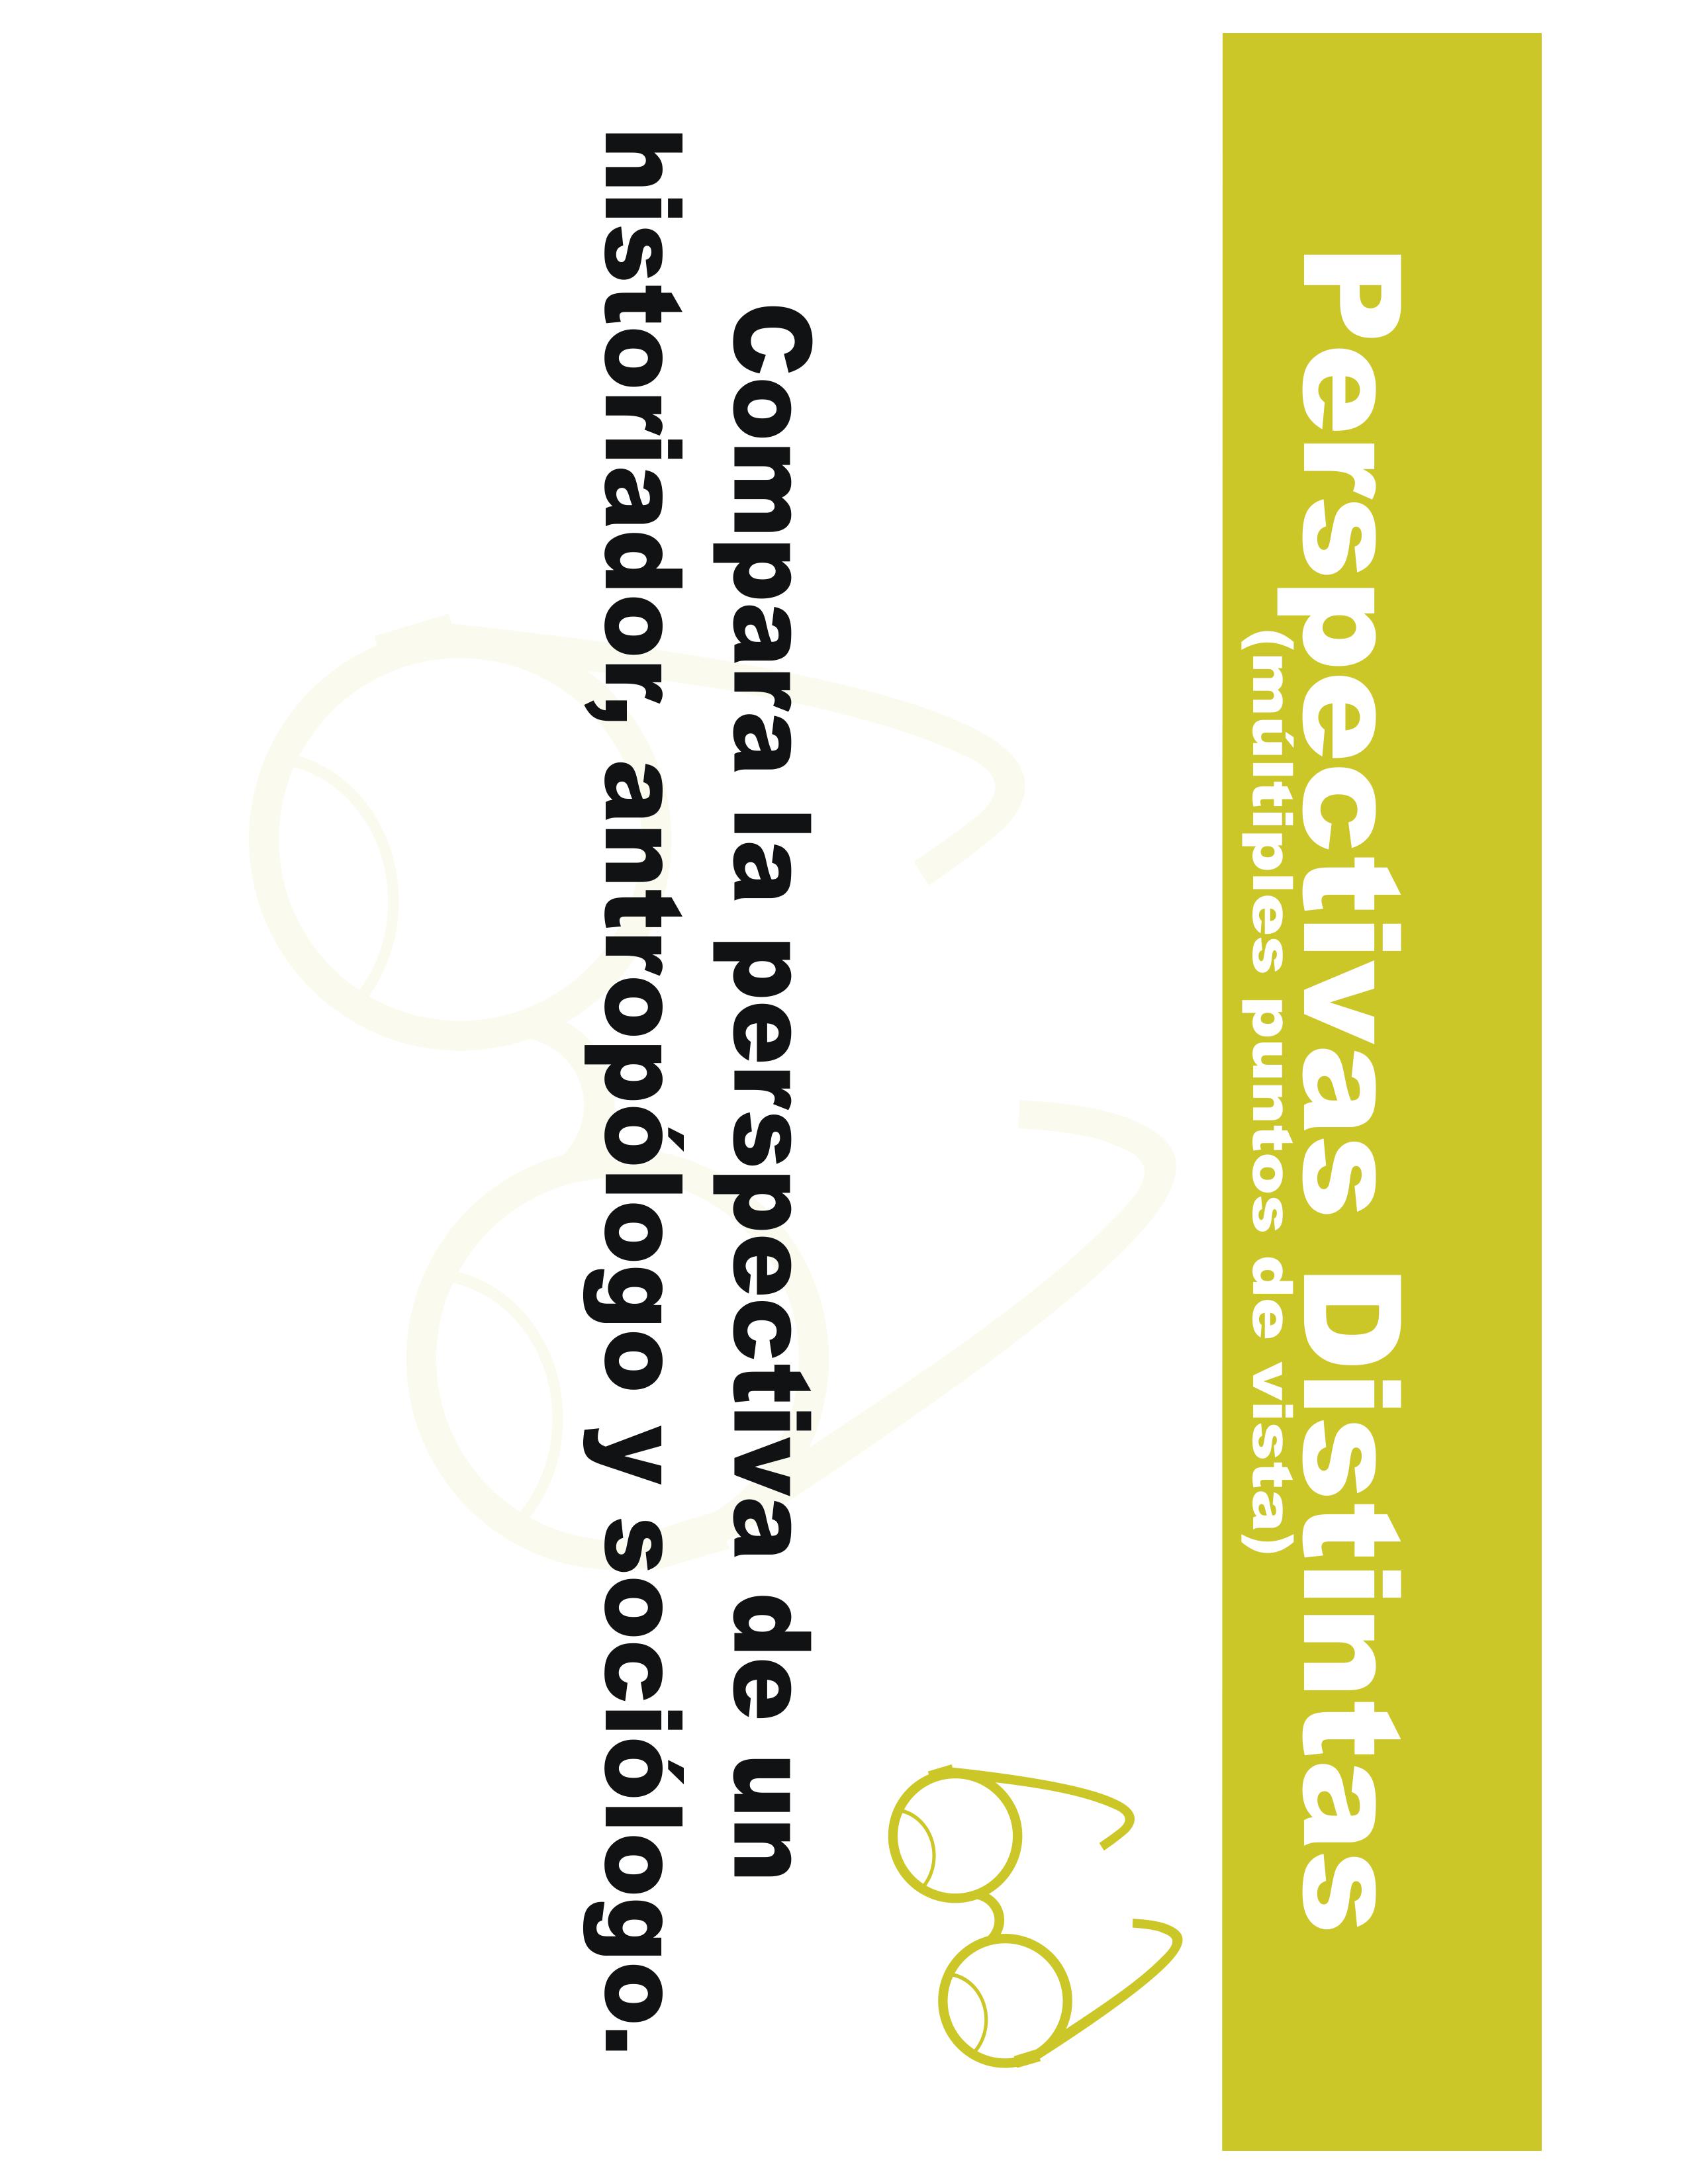 Perspectivas Distintas
(múltiples puntos de vista)
Compara la perspectiva de un
historiador, antropólogo y sociólogo.